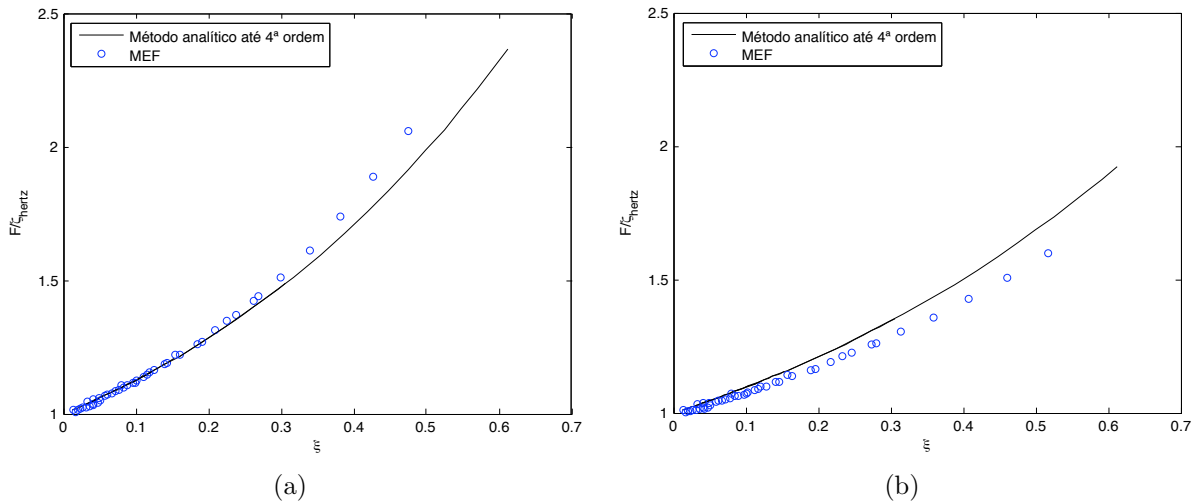 2.5
2
1.5
1
F/ζhertz
0 0.1 0.2 0.3 0.4 0.5 0.6 0.7
ξ
Método analítico até 4ª ordem
MEF
(a)
2.5
2
1.5
1
F/ζhertz
0 0.1 0.2 0.3 0.4 0.5 0.6 0.7
ξ
Método analítico até 4ª ordem
MEF
(b)